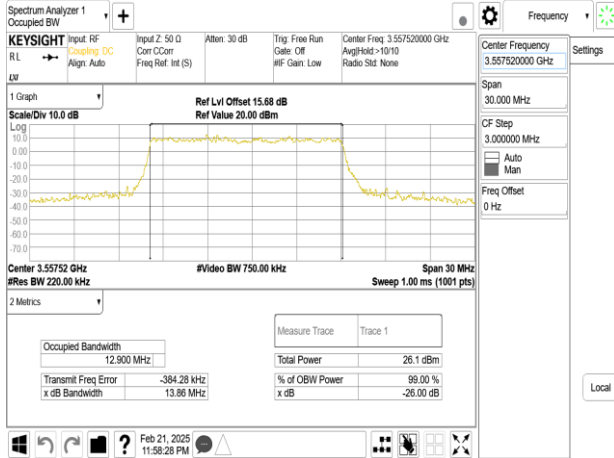 Spectrum Analyzer 1
Occupied BW
+
Frequency
KEYSIGHT
RL
Input: RF
Coupling: DC
Align: Auto
Input Z: 50 Ω
Corr CCorr
Freq Ref: Int (S)
Atten: 30 dB
Trig: Free Run
Gate: Off
#IF Gain: Low
Center Freq: 3.557520000 GHz
Avg|Hold:>10/10
Radio Std: None
Center Frequency
3.557520000 GHz
Settings
Span
30.000 MHz
CF Step
3.000000 MHz
Auto
Man
Freq Offset
0 Hz
1 Graph
Scale/Div 10.0 dB
Ref Lvl Offset 15.68 dB
Ref Value 20.00 dBm
Log
10.0
0.00
-10.0
-20.0
-30.0
-40.0
-50.0
-60.0
-70.0
Center 3.55752 GHz
#Res BW 220.00 kHz
#Video BW 750.00 kHz
Span 30 MHz
Sweep 1.00 ms (1001 pts)
2 Metrics
Measure Trace
Trace 1
Occupied Bandwidth
12.900 MHz
Total Power
26.1 dBm
Transmit Freq Error
-384.28 kHz
% of OBW Power
99.00 %
x dB Bandwidth
13.86 MHz
x dB
-26.00 dB
Local
?
Feb 21, 2025
11:58:28 PM